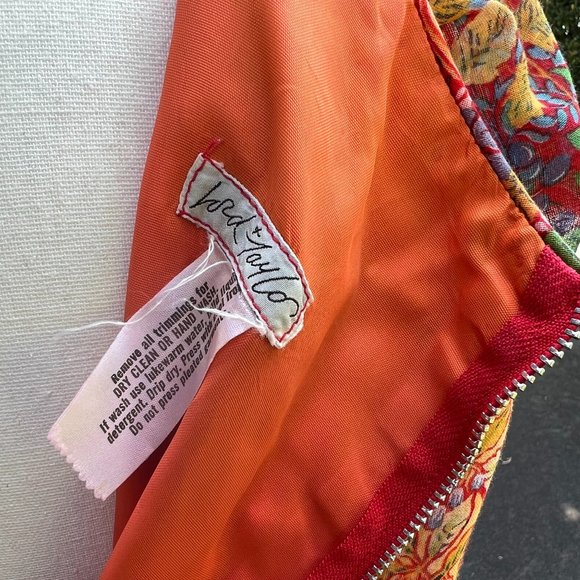 Lord + Taylor
Remove all trimmings for
DRY CLEAN OR HAND WASH.
If wash use lukewarm water,
detergent. Drip dry. Press
Do not press pleated